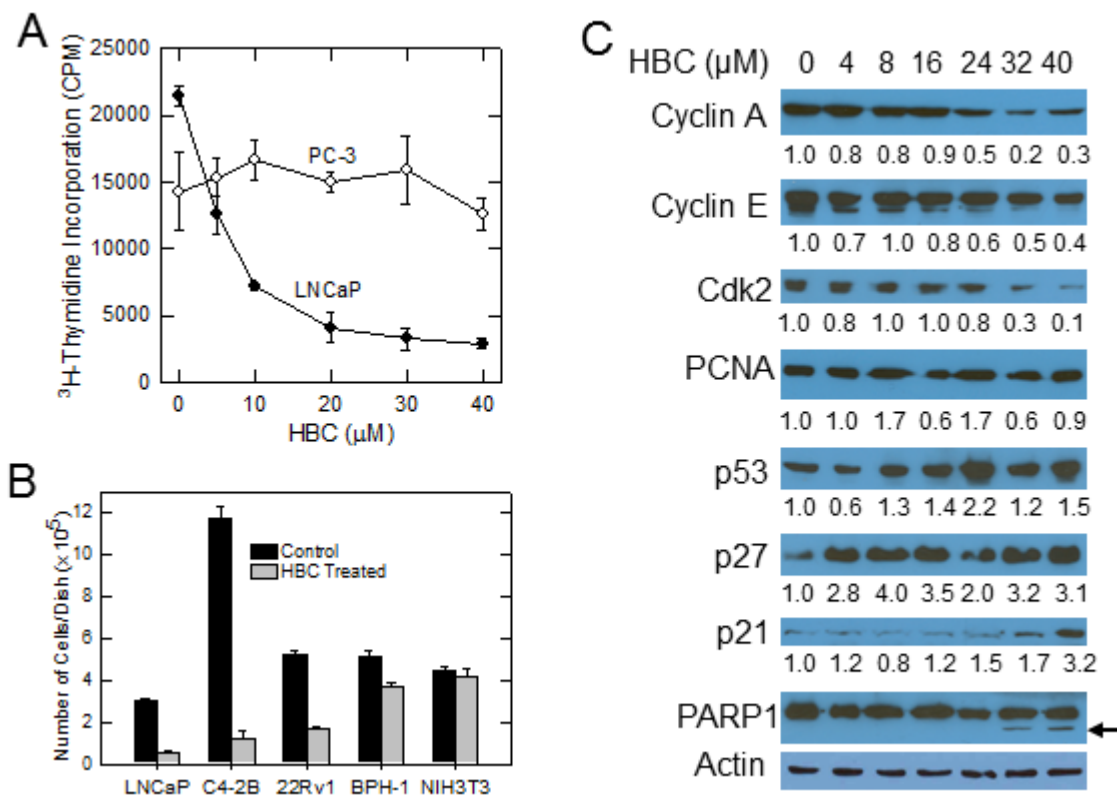 A
³H-Thymidine Incorporation (CPM)
25000
20000
15000
10000
5000
0
PC-3
LNCaP
0 10 20 30 40
HBC (µM)
B
Number of Cells/Dish (× 10⁵)
12
10
8
6
4
2
0
Control
HBC Treated
LNCaP C4-2B 22Rv1 BPH-1 NIH3T3
C
HBC (µM) 0 4 8 16 24 32 40
Cyclin A
1.0 0.8 0.8 0.9 0.5 0.2 0.3
Cyclin E
1.0 0.7 1.0 0.8 0.6 0.5 0.4
Cdk2
1.0 0.8 1.0 1.0 0.8 0.3 0.1
PCNA
1.0 1.0 1.7 0.6 1.7 0.6 0.9
p53
1.0 0.6 1.3 1.4 2.2 1.2 1.5
p27
1.0 2.8 4.0 3.5 2.0 3.2 3.1
p21
1.0 1.2 0.8 1.2 1.5 1.7 3.2
PARP1
Actin